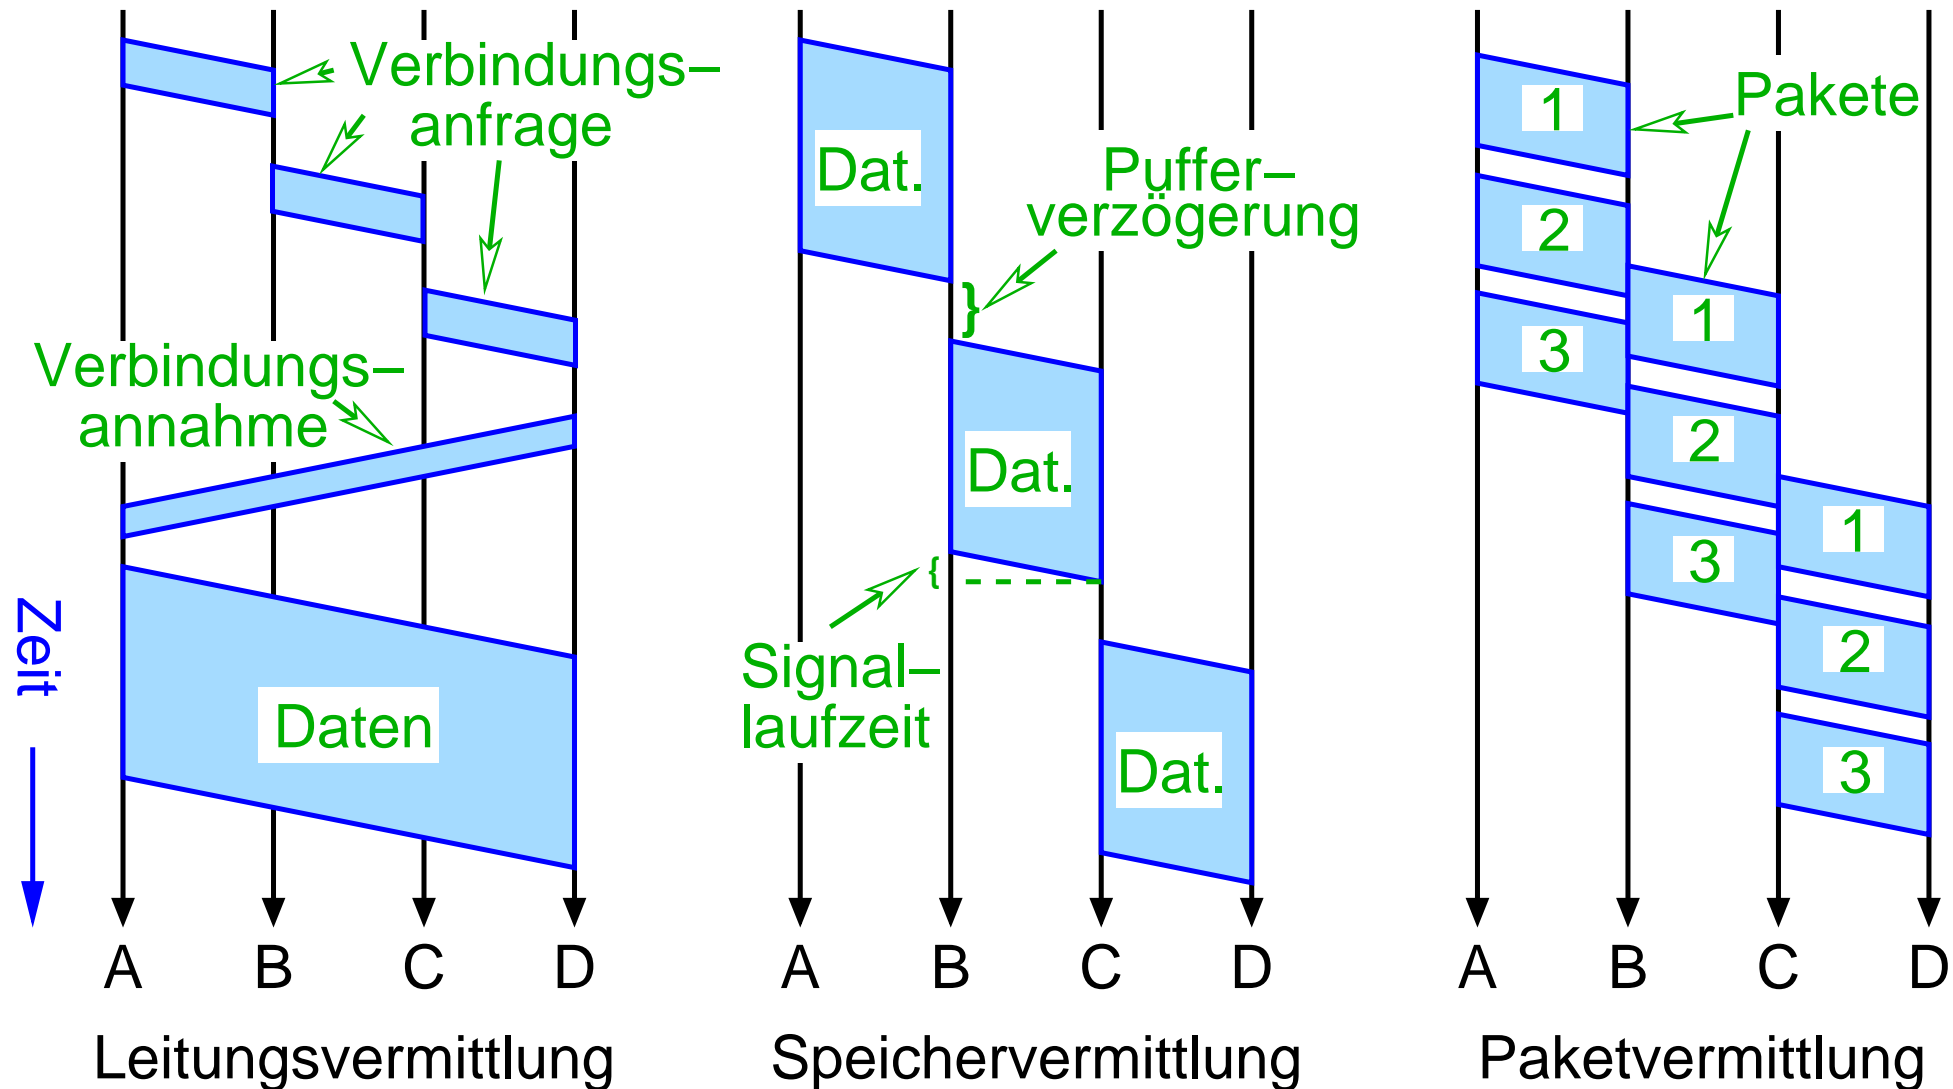 Verbindungs–
anfrage
Verbindungs–
annahme
Daten
Zeit
A B C D
Leitungsvermittlung
Dat.
Puffer–
verzögerung
}
Dat.
{
Signal–
laufzeit
Dat.
A B C D
Speichervermittlung
Pakete
1
2
3
1
2
3
1
2
3
A B C D
Paketvermittlung